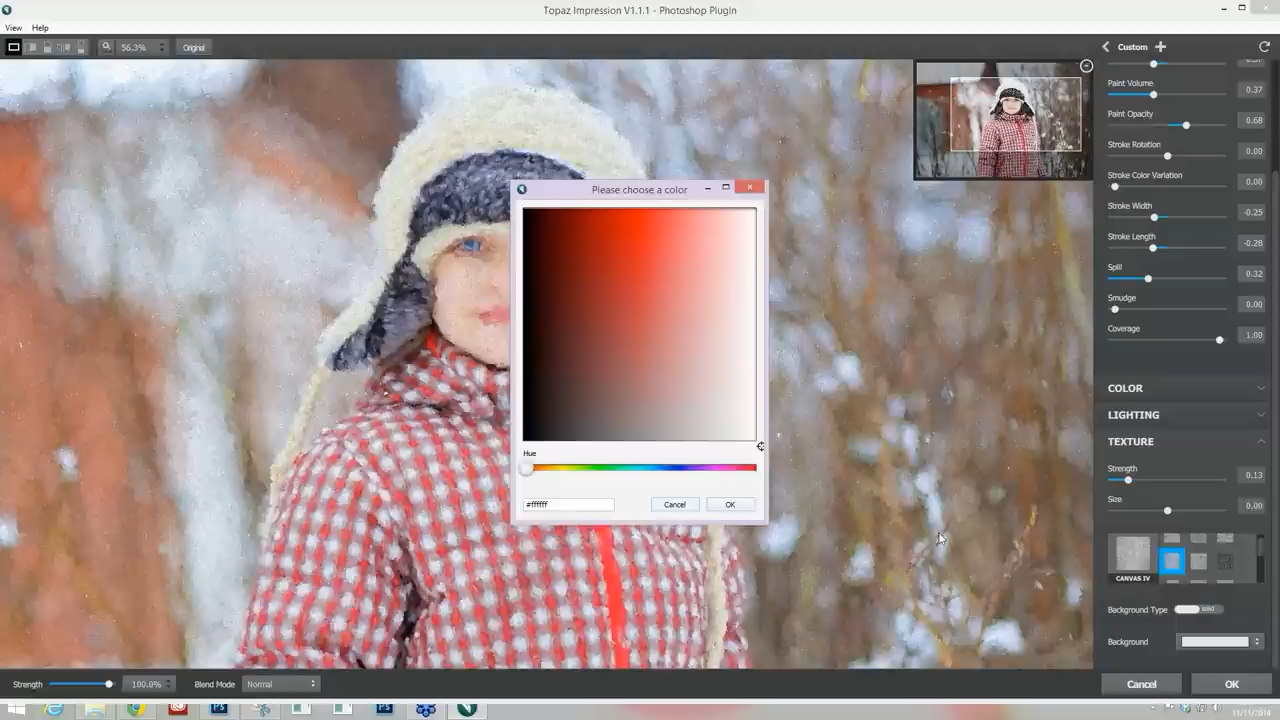 Topaz Impression V1.1.1 - Photoshop Plugin
View Help
56.3% Original
Custom
Paint Volume 0.37
Paint Opacity 0.68
Stroke Rotation 0.00
Stroke Color Variation 0.00
Stroke Width -0.25
Stroke Length -0.28
Spill 0.32
Smudge 0.00
Coverage 1.00
COLOR
LIGHTING
TEXTURE
Strength 0.13
Size 0.00
CANVAS IV
Background Type Solid
Background
Please choose a color
Hue
#ffffff Cancel OK
Strength 100.0% Blend Mode Normal
Cancel OK
11/11/2014